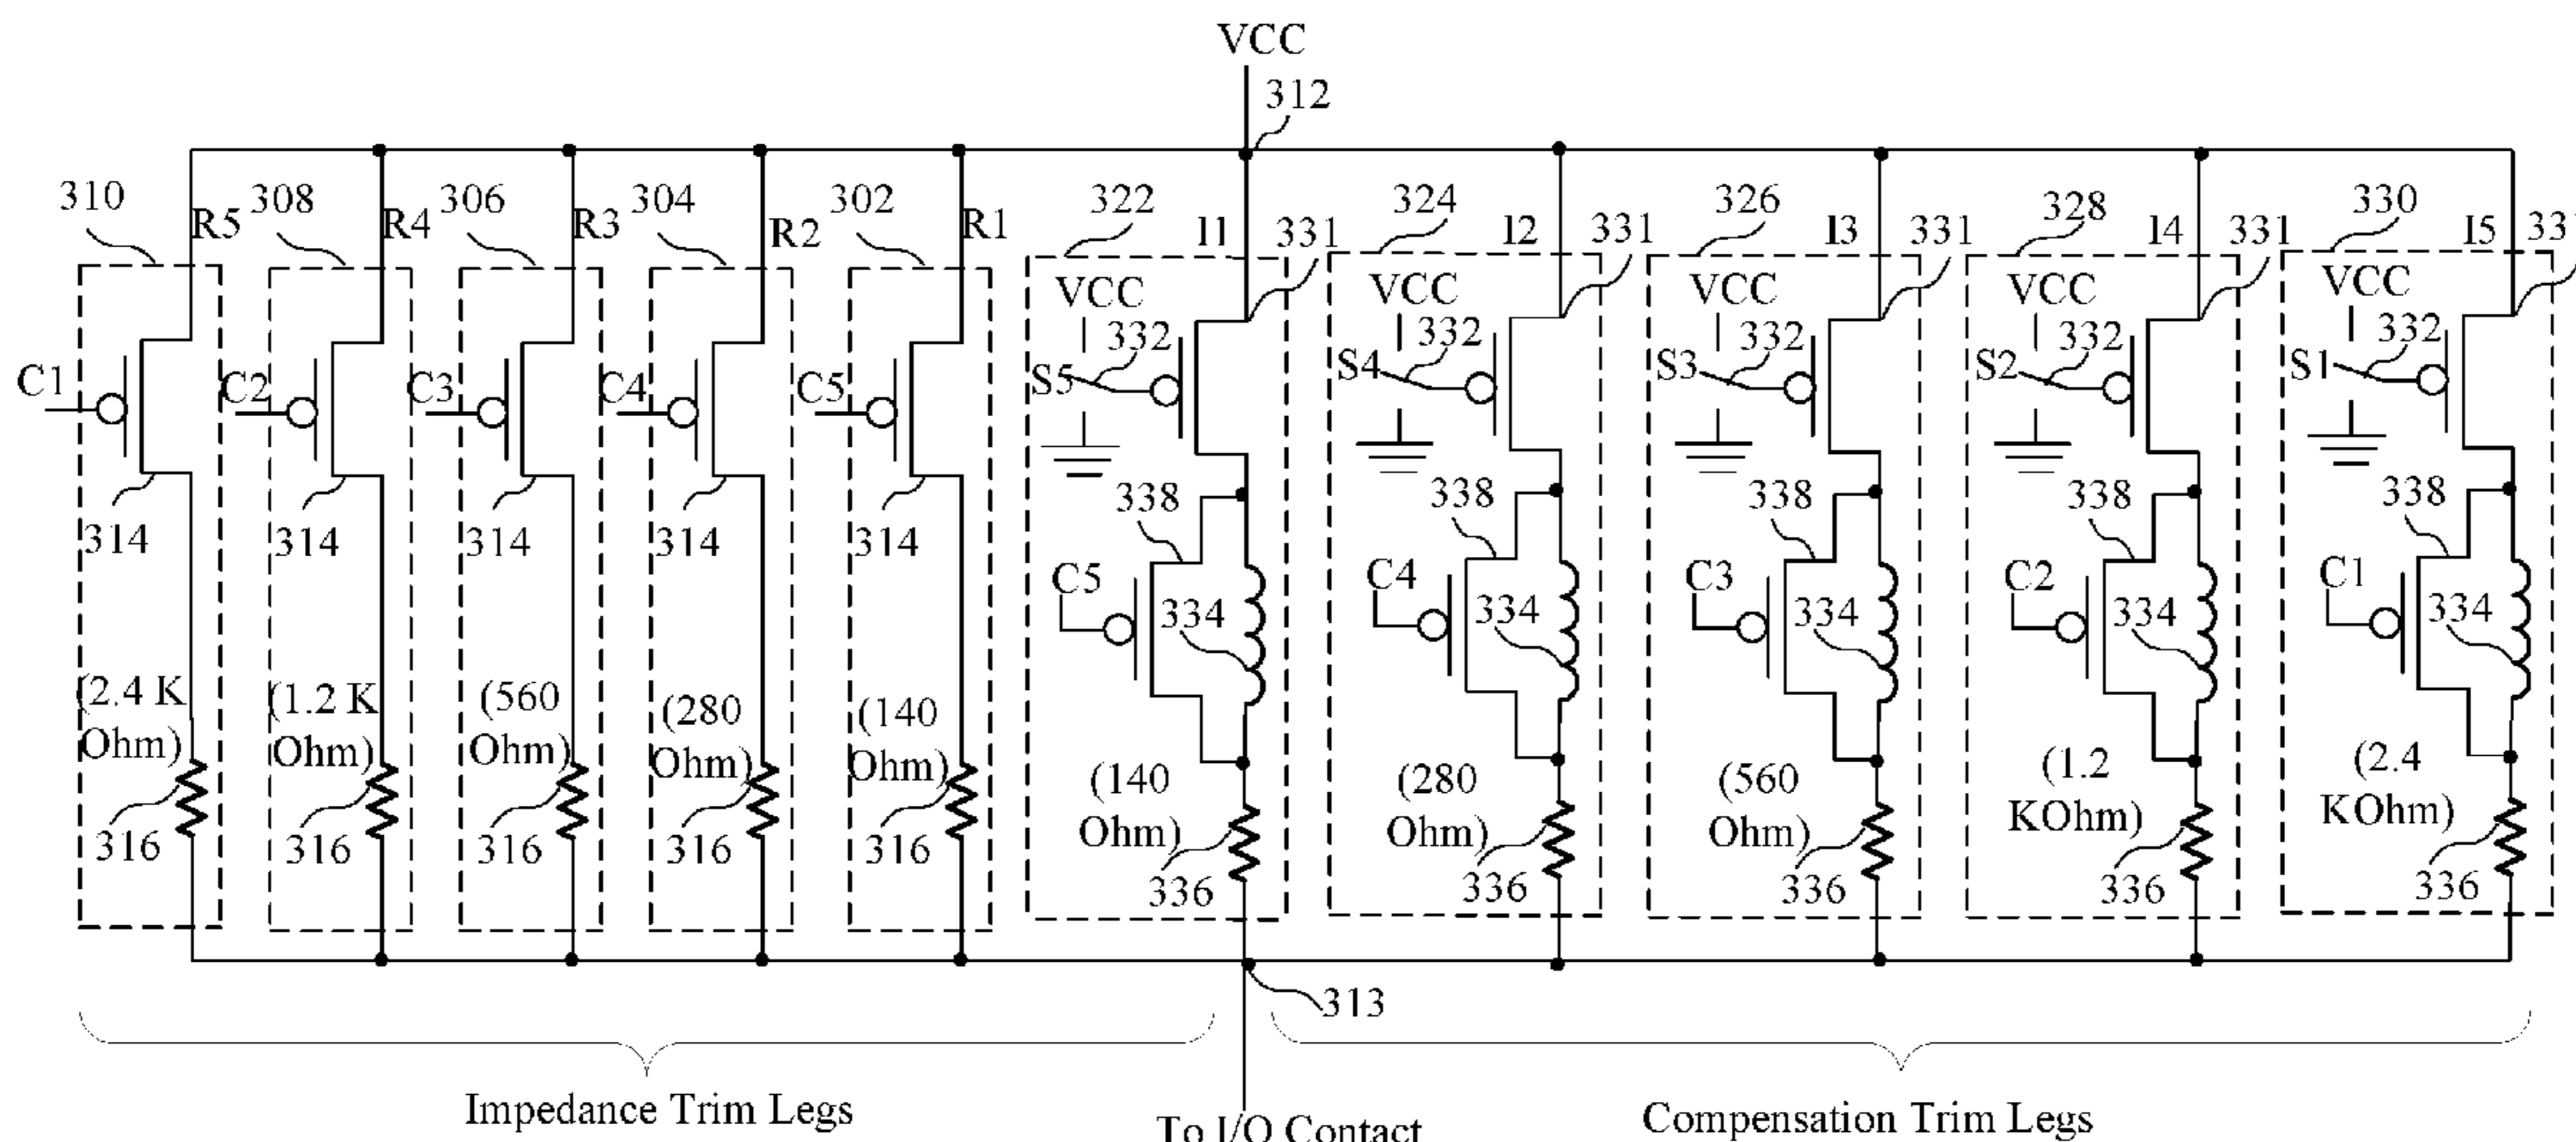 VCC
312
310
R5
308
R4
306
R3
304
R2
302
R1
322
I1
331
324
I2
331
326
I3
331
328
I4
331
330
I5
331
VCC
VCC
VCC
VCC
VCC
C1
C2
C3
C4
C5
S5
332
S4
332
S3
332
S2
332
S1
332
314
314
314
314
314
338
338
338
338
338
C5
334
C4
334
C3
334
C2
334
C1
334
(2.4 K
Ohm)
(1.2 K
Ohm)
(560
Ohm)
(280
Ohm)
(140
Ohm)
(140
Ohm)
(280
Ohm)
(560
Ohm)
(1.2
KOhm)
(2.4
KOhm)
316
316
316
316
316
336
336
336
336
336
313
Impedance Trim Legs
To I/O Contact
Compensation Trim Legs